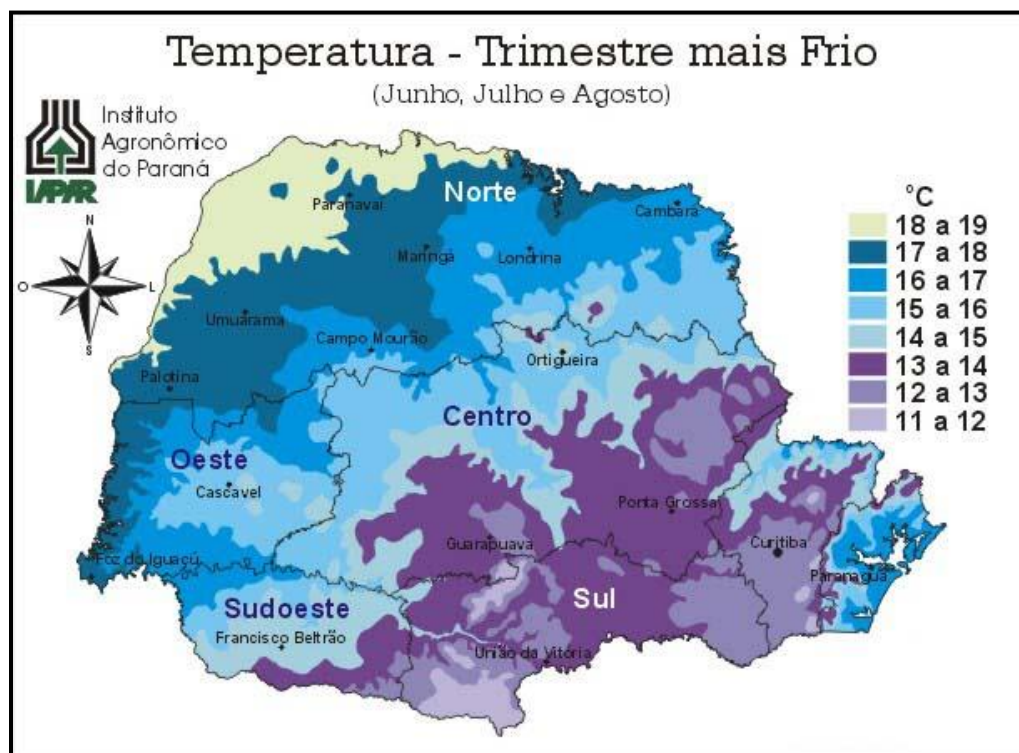 Temperatura - Trimestre mais Frio
(Junho, Julho e Agosto)
Instituto
Agronômico
do Paraná
IAPAR
N
O
L
S
°C
18 a 19
17 a 18
16 a 17
15 a 16
14 a 15
13 a 14
12 a 13
11 a 12
Norte
Paranavaí
Cambará
Maringá
Londrina
Umuarama
Campo Mourão
Ortigueira
Palotina
Centro
Oeste
Cascavel
Ponta Grossa
Guarapuava
Curitiba
Foz do Iguaçú
Paranaguá
Sudoeste
Sul
Francisco Beltrão
União da Vitória